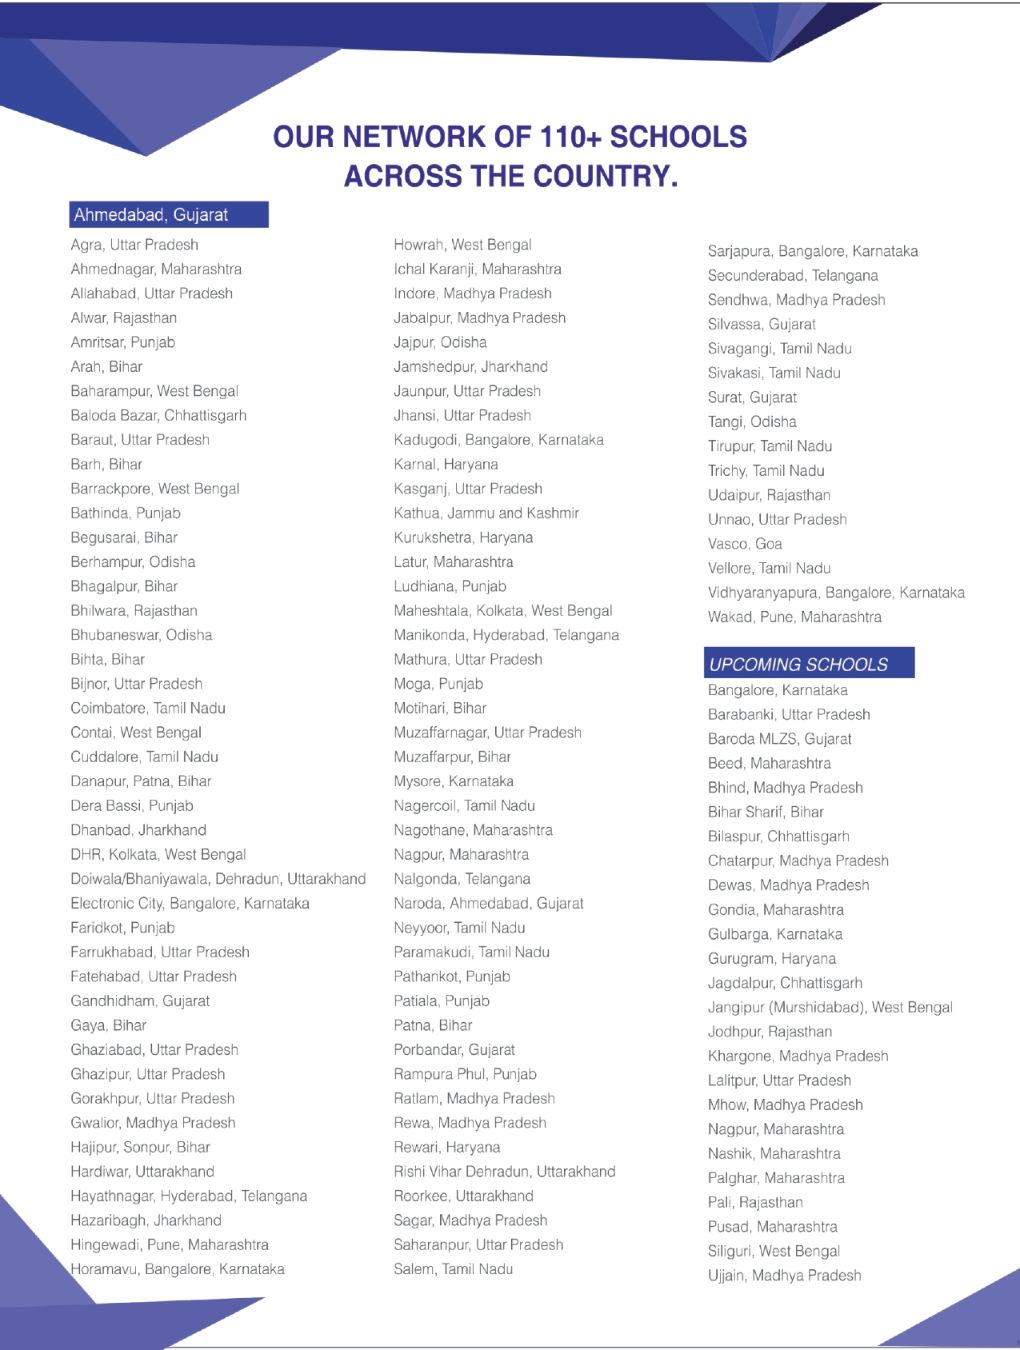 OUR NETWORK OF 110+ SCHOOLS
ACROSS THE COUNTRY.
Ahmedabad, Gujarat
Agra, Uttar Pradesh
Ahmednagar, Maharashtra
Allahabad, Uttar Pradesh
Alwar, Rajasthan
Amritsar, Punjab
Arah, Bihar
Baharampur, West Bengal
Baloda Bazar, Chhattisgarh
Baraut, Uttar Pradesh
Barh, Bihar
Barrackpore, West Bengal
Bathinda, Punjab
Begusarai, Bihar
Berhampur, Odisha
Bhagalpur, Bihar
Bhilwara, Rajasthan
Bhubaneswar, Odisha
Bihta, Bihar
Bijnor, Uttar Pradesh
Coimbatore, Tamil Nadu
Contai, West Bengal
Cuddalore, Tamil Nadu
Danapur, Patna, Bihar
Dera Bassi, Punjab
Dhanbad, Jharkhand
DHR, Kolkata, West Bengal
Doiwala/Bhaniyawala, Dehradun, Uttarakhand
Electronic City, Bangalore, Karnataka
Faridkot, Punjab
Farrukhabad, Uttar Pradesh
Fatehabad, Uttar Pradesh
Gandhidham, Gujarat
Gaya, Bihar
Ghaziabad, Uttar Pradesh
Ghazipur, Uttar Pradesh
Gorakhpur, Uttar Pradesh
Gwalior, Madhya Pradesh
Hajipur, Sonpur, Bihar
Hardiwar, Uttarakhand
Hayathnagar, Hyderabad, Telangana
Hazaribagh, Jharkhand
Hingewadi, Pune, Maharashtra
Horamavu, Bangalore, Karnataka
Howrah, West Bengal
Ichal Karanji, Maharashtra
Indore, Madhya Pradesh
Jabalpur, Madhya Pradesh
Jajpur, Odisha
Jamshedpur, Jharkhand
Jaunpur, Uttar Pradesh
Jhansi, Uttar Pradesh
Kadugodi, Bangalore, Karnataka
Karnal, Haryana
Kasganj, Uttar Pradesh
Kathua, Jammu and Kashmir
Kurukshetra, Haryana
Latur, Maharashtra
Ludhiana, Punjab
Maheshtala, Kolkata, West Bengal
Manikonda, Hyderabad, Telangana
Mathura, Uttar Pradesh
Moga, Punjab
Motihari, Bihar
Muzaffarnagar, Uttar Pradesh
Muzaffarpur, Bihar
Mysore, Karnataka
Nagercoil, Tamil Nadu
Nagothane, Maharashtra
Nagpur, Maharashtra
Nalgonda, Telangana
Naroda, Ahmedabad, Gujarat
Neyyoor, Tamil Nadu
Paramakudi, Tamil Nadu
Pathankot, Punjab
Patiala, Punjab
Patna, Bihar
Porbandar, Gujarat
Rampura Phul, Punjab
Ratlam, Madhya Pradesh
Rewa, Madhya Pradesh
Rewari, Haryana
Rishi Vihar Dehradun, Uttarakhand
Roorkee, Uttarakhand
Sagar, Madhya Pradesh
Saharanpur, Uttar Pradesh
Salem, Tamil Nadu
Sarjapura, Bangalore, Karnataka
Secunderabad, Telangana
Sendhwa, Madhya Pradesh
Silvassa, Gujarat
Sivagangi, Tamil Nadu
Sivakasi, Tamil Nadu
Surat, Gujarat
Tangi, Odisha
Tirupur, Tamil Nadu
Trichy, Tamil Nadu
Udaipur, Rajasthan
Unnao, Uttar Pradesh
Vasco, Goa
Vellore, Tamil Nadu
Vidhyaranyapura, Bangalore, Karnataka
Wakad, Pune, Maharashtra
UPCOMING SCHOOLS
Bangalore, Karnataka
Barabanki, Uttar Pradesh
Baroda MLZS, Gujarat
Beed, Maharashtra
Bhind, Madhya Pradesh
Bihar Sharif, Bihar
Bilaspur, Chhattisgarh
Chatarpur, Madhya Pradesh
Dewas, Madhya Pradesh
Gondia, Maharashtra
Gulbarga, Karnataka
Gurugram, Haryana
Jagdalpur, Chhattisgarh
Jangipur (Murshidabad), West Bengal
Jodhpur, Rajasthan
Khargone, Madhya Pradesh
Lalitpur, Uttar Pradesh
Mhow, Madhya Pradesh
Nagpur, Maharashtra
Nashik, Maharashtra
Palghar, Maharashtra
Pali, Rajasthan
Pusad, Maharashtra
Siliguri, West Bengal
Ujjain, Madhya Pradesh